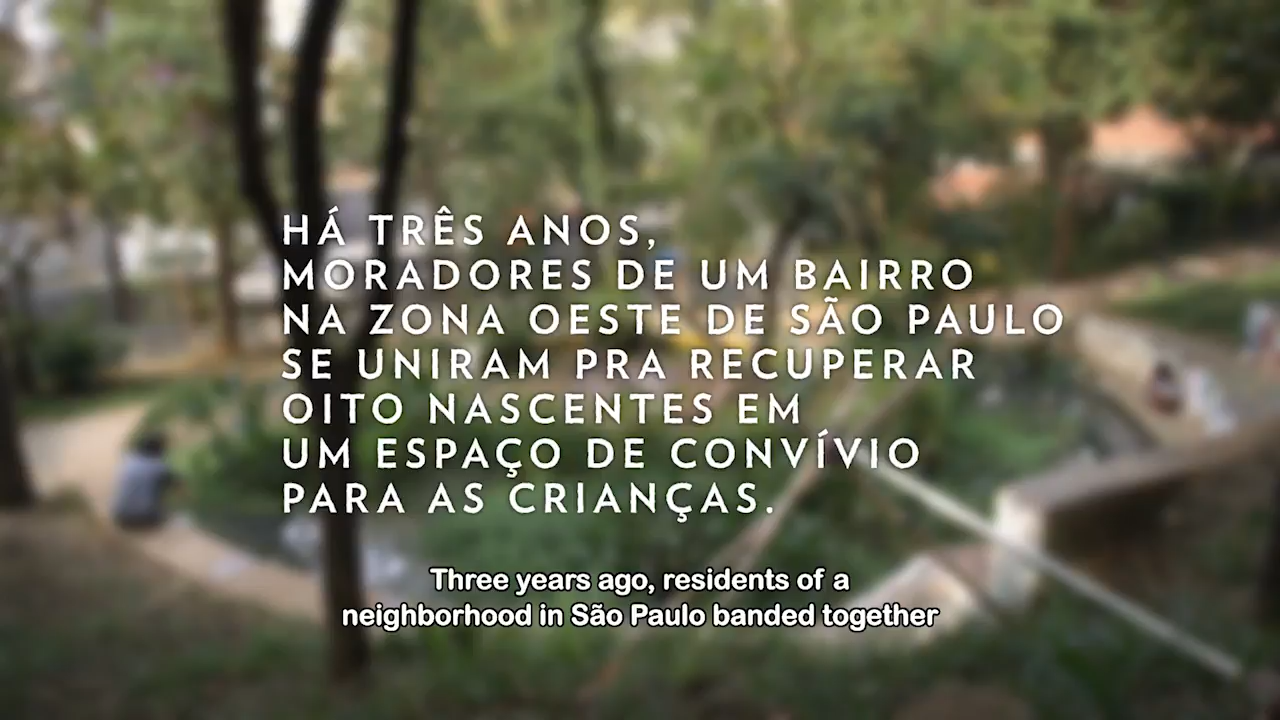 HÁ TRÊS ANOS,
MORADORES DE UM BAIRRO
NA ZONA OESTE DE SÃO PAULO
SE UNIRAM PRA RECUPERAR
OITO NASCENTES EM
UM ESPAÇO DE CONVÍVIO
PARA AS CRIANÇAS.
Three years ago, residents of a
neighborhood in São Paulo banded together